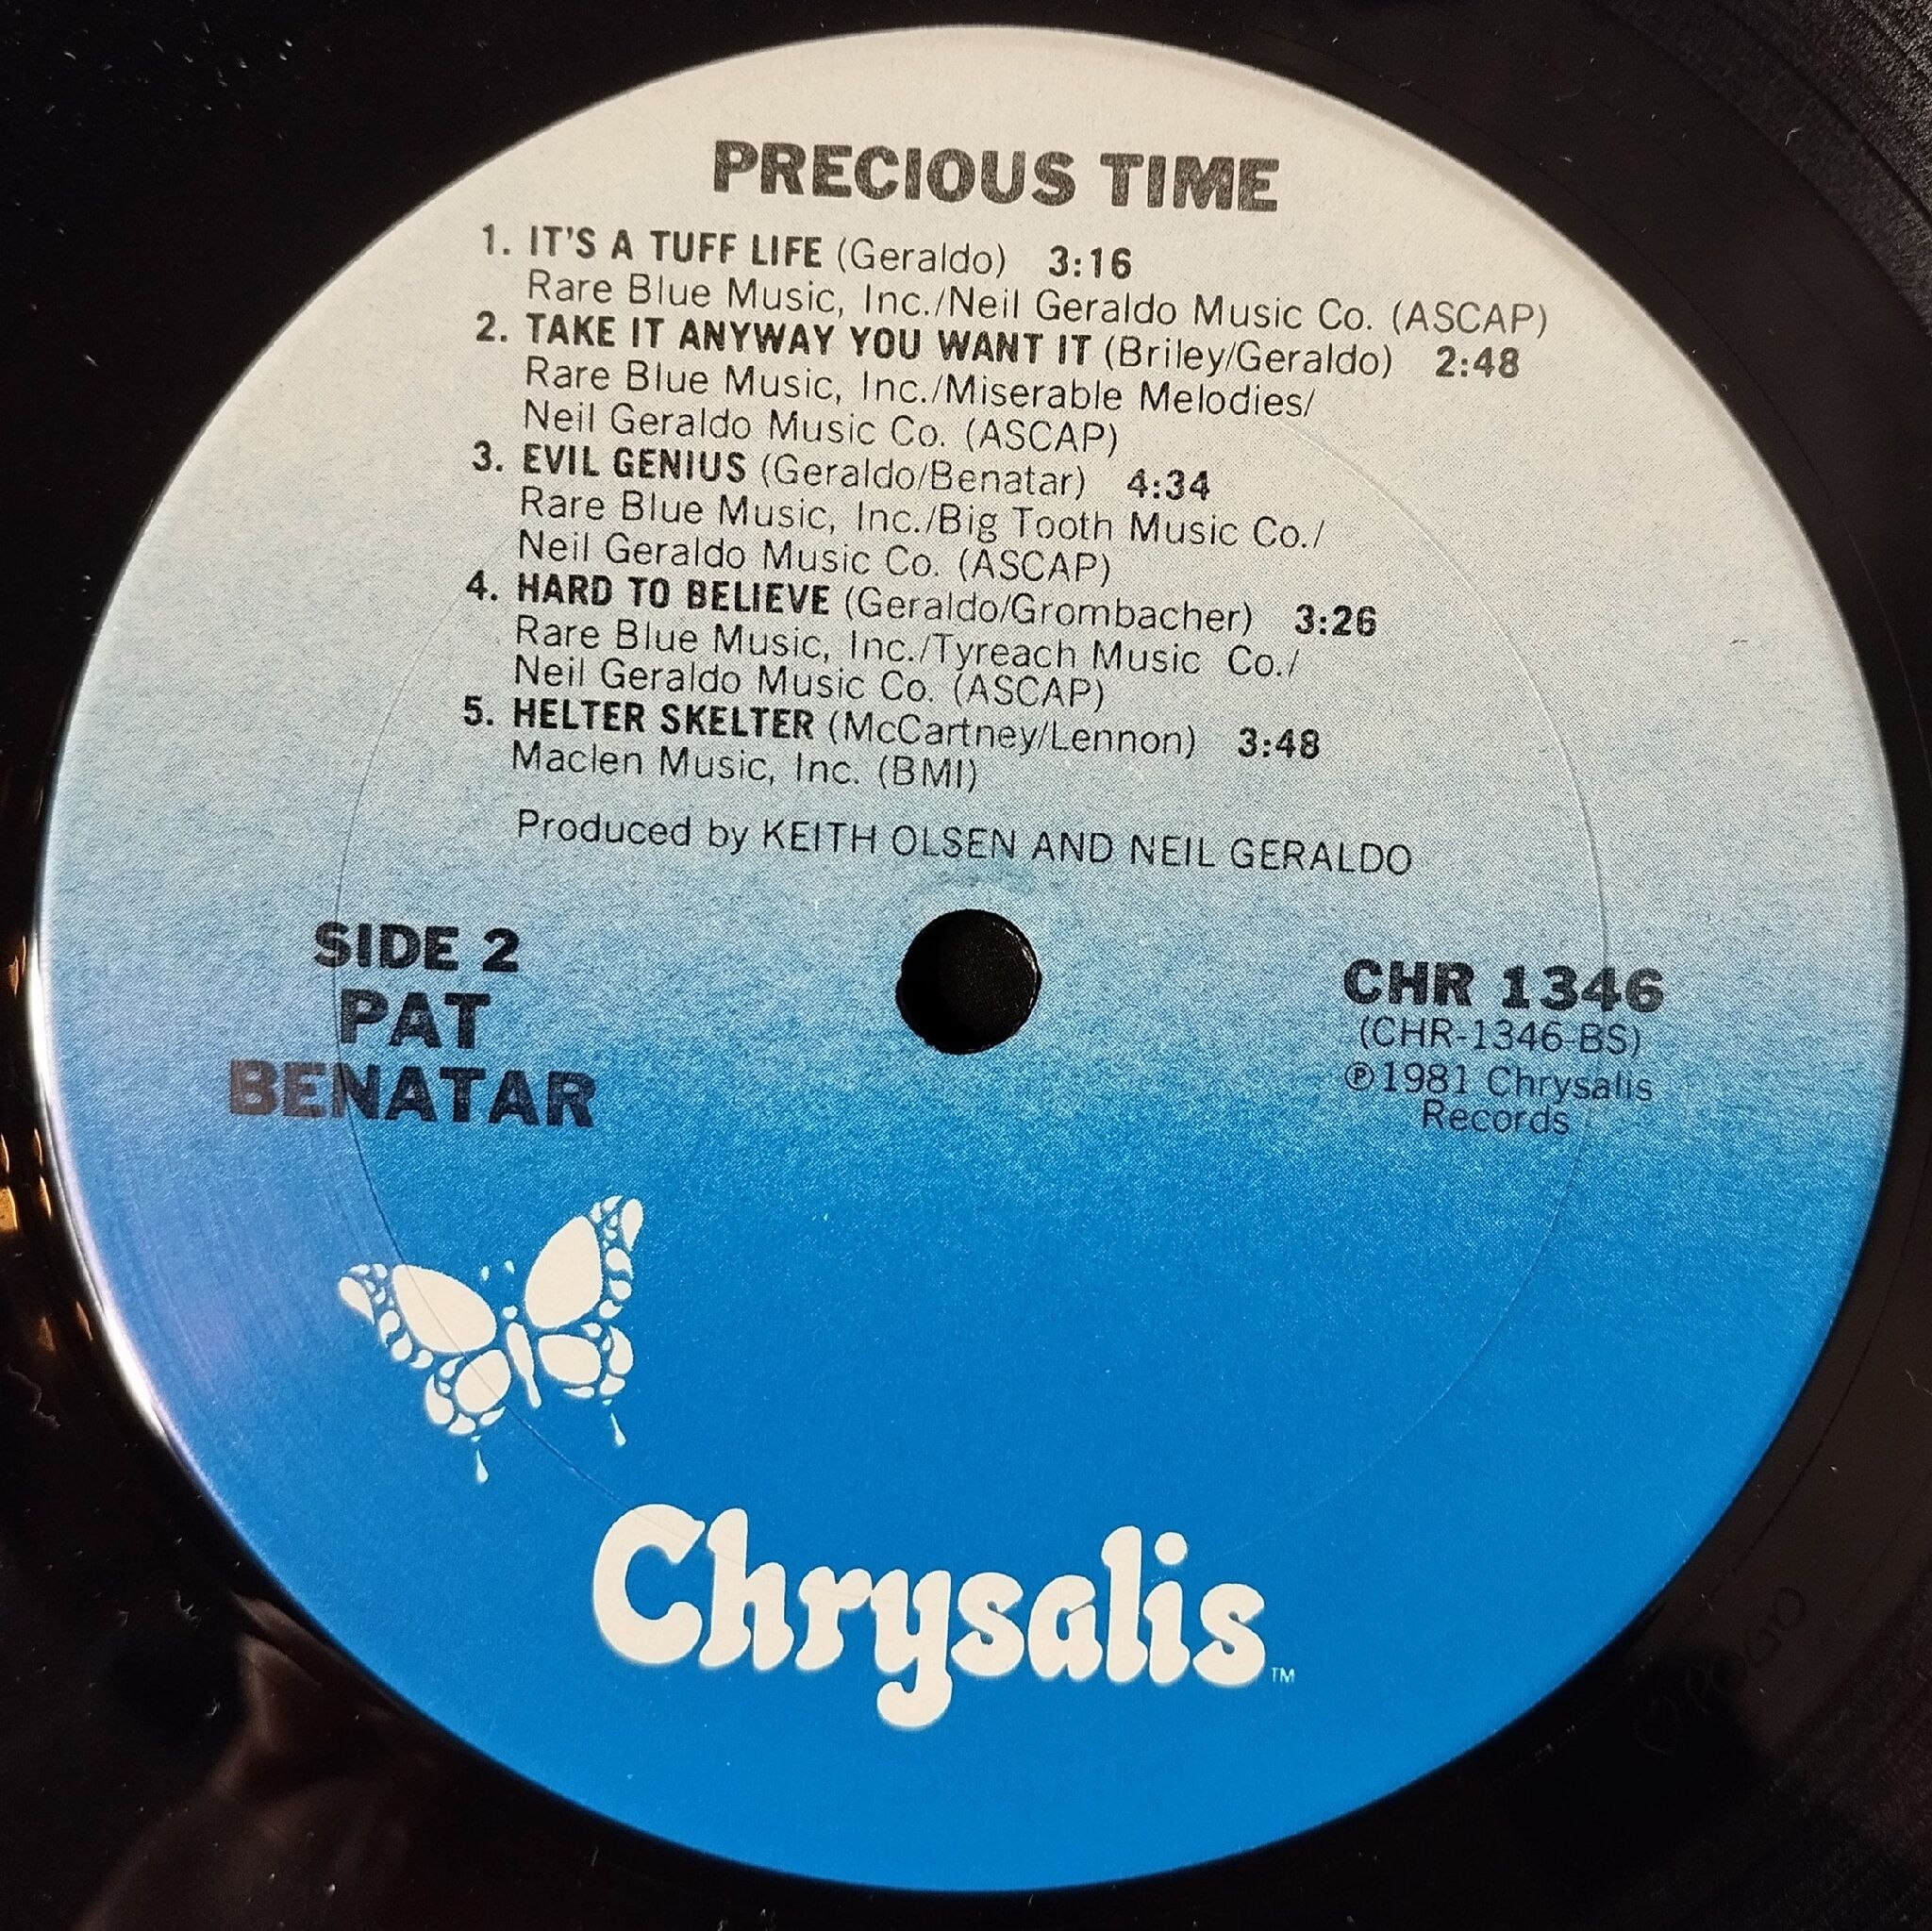 PRECIOUS TIME
1. IT'S A TUFF LIFE (Geraldo) 3:16
Rare Blue Music, Inc./Neil Geraldo Music Co. (ASCAP)
2. TAKE IT ANYWAY YOU WANT IT (Briley/Geraldo) 2:48
Rare Blue Music, Inc./Miserable Melodies/
Neil Geraldo Music Co. (ASCAP)
3. EVIL GENIUS (Geraldo/Benatar) 4:34
Rare Blue Music, Inc./Big Tooth Music Co./
Neil Geraldo Music Co. (ASCAP)
4. HARD TO BELIEVE (Geraldo/Grombacher) 3:26
Rare Blue Music, Inc./Tyreach Music Co./
Neil Geraldo Music Co. (ASCAP)
5. HELTER SKELTER (McCartney/Lennon) 3:48
Maclen Music, Inc. (BMI)
Produced by KEITH OLSEN AND NEIL GERALDO
SIDE 2
PAT
BENATAR
CHR 1346
(CHR-1346-BS)
℗1981 Chrysalis
Records
Chrysalis™